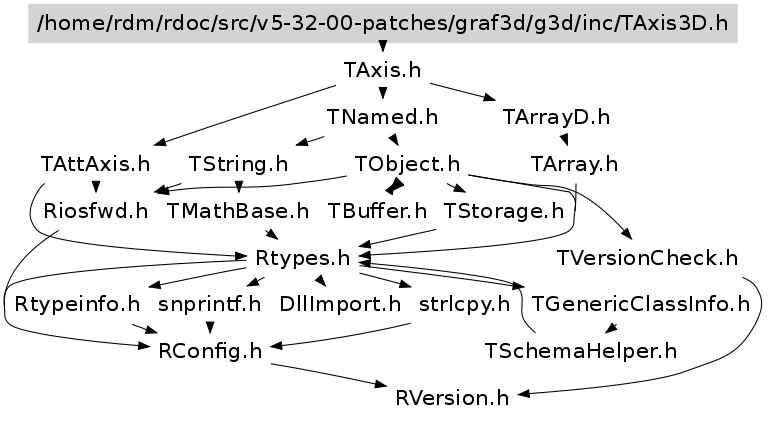 /home/rdm/rdoc/src/v5-32-00-patches/graf3d/g3d/inc/TAxis3D.h
TAxis.h
TNamed.h TArrayD.h
TAttAxis.h TString.h TObject.h TArray.h
Riosfwd.h TMathBase.h TBuffer.h TStorage.h
Rtypes.h TVersionCheck.h
Rtypeinfo.h snprintf.h DllImport.h strlcpy.h TGenericClassInfo.h
RConfig.h TSchemaHelper.h
RVersion.h